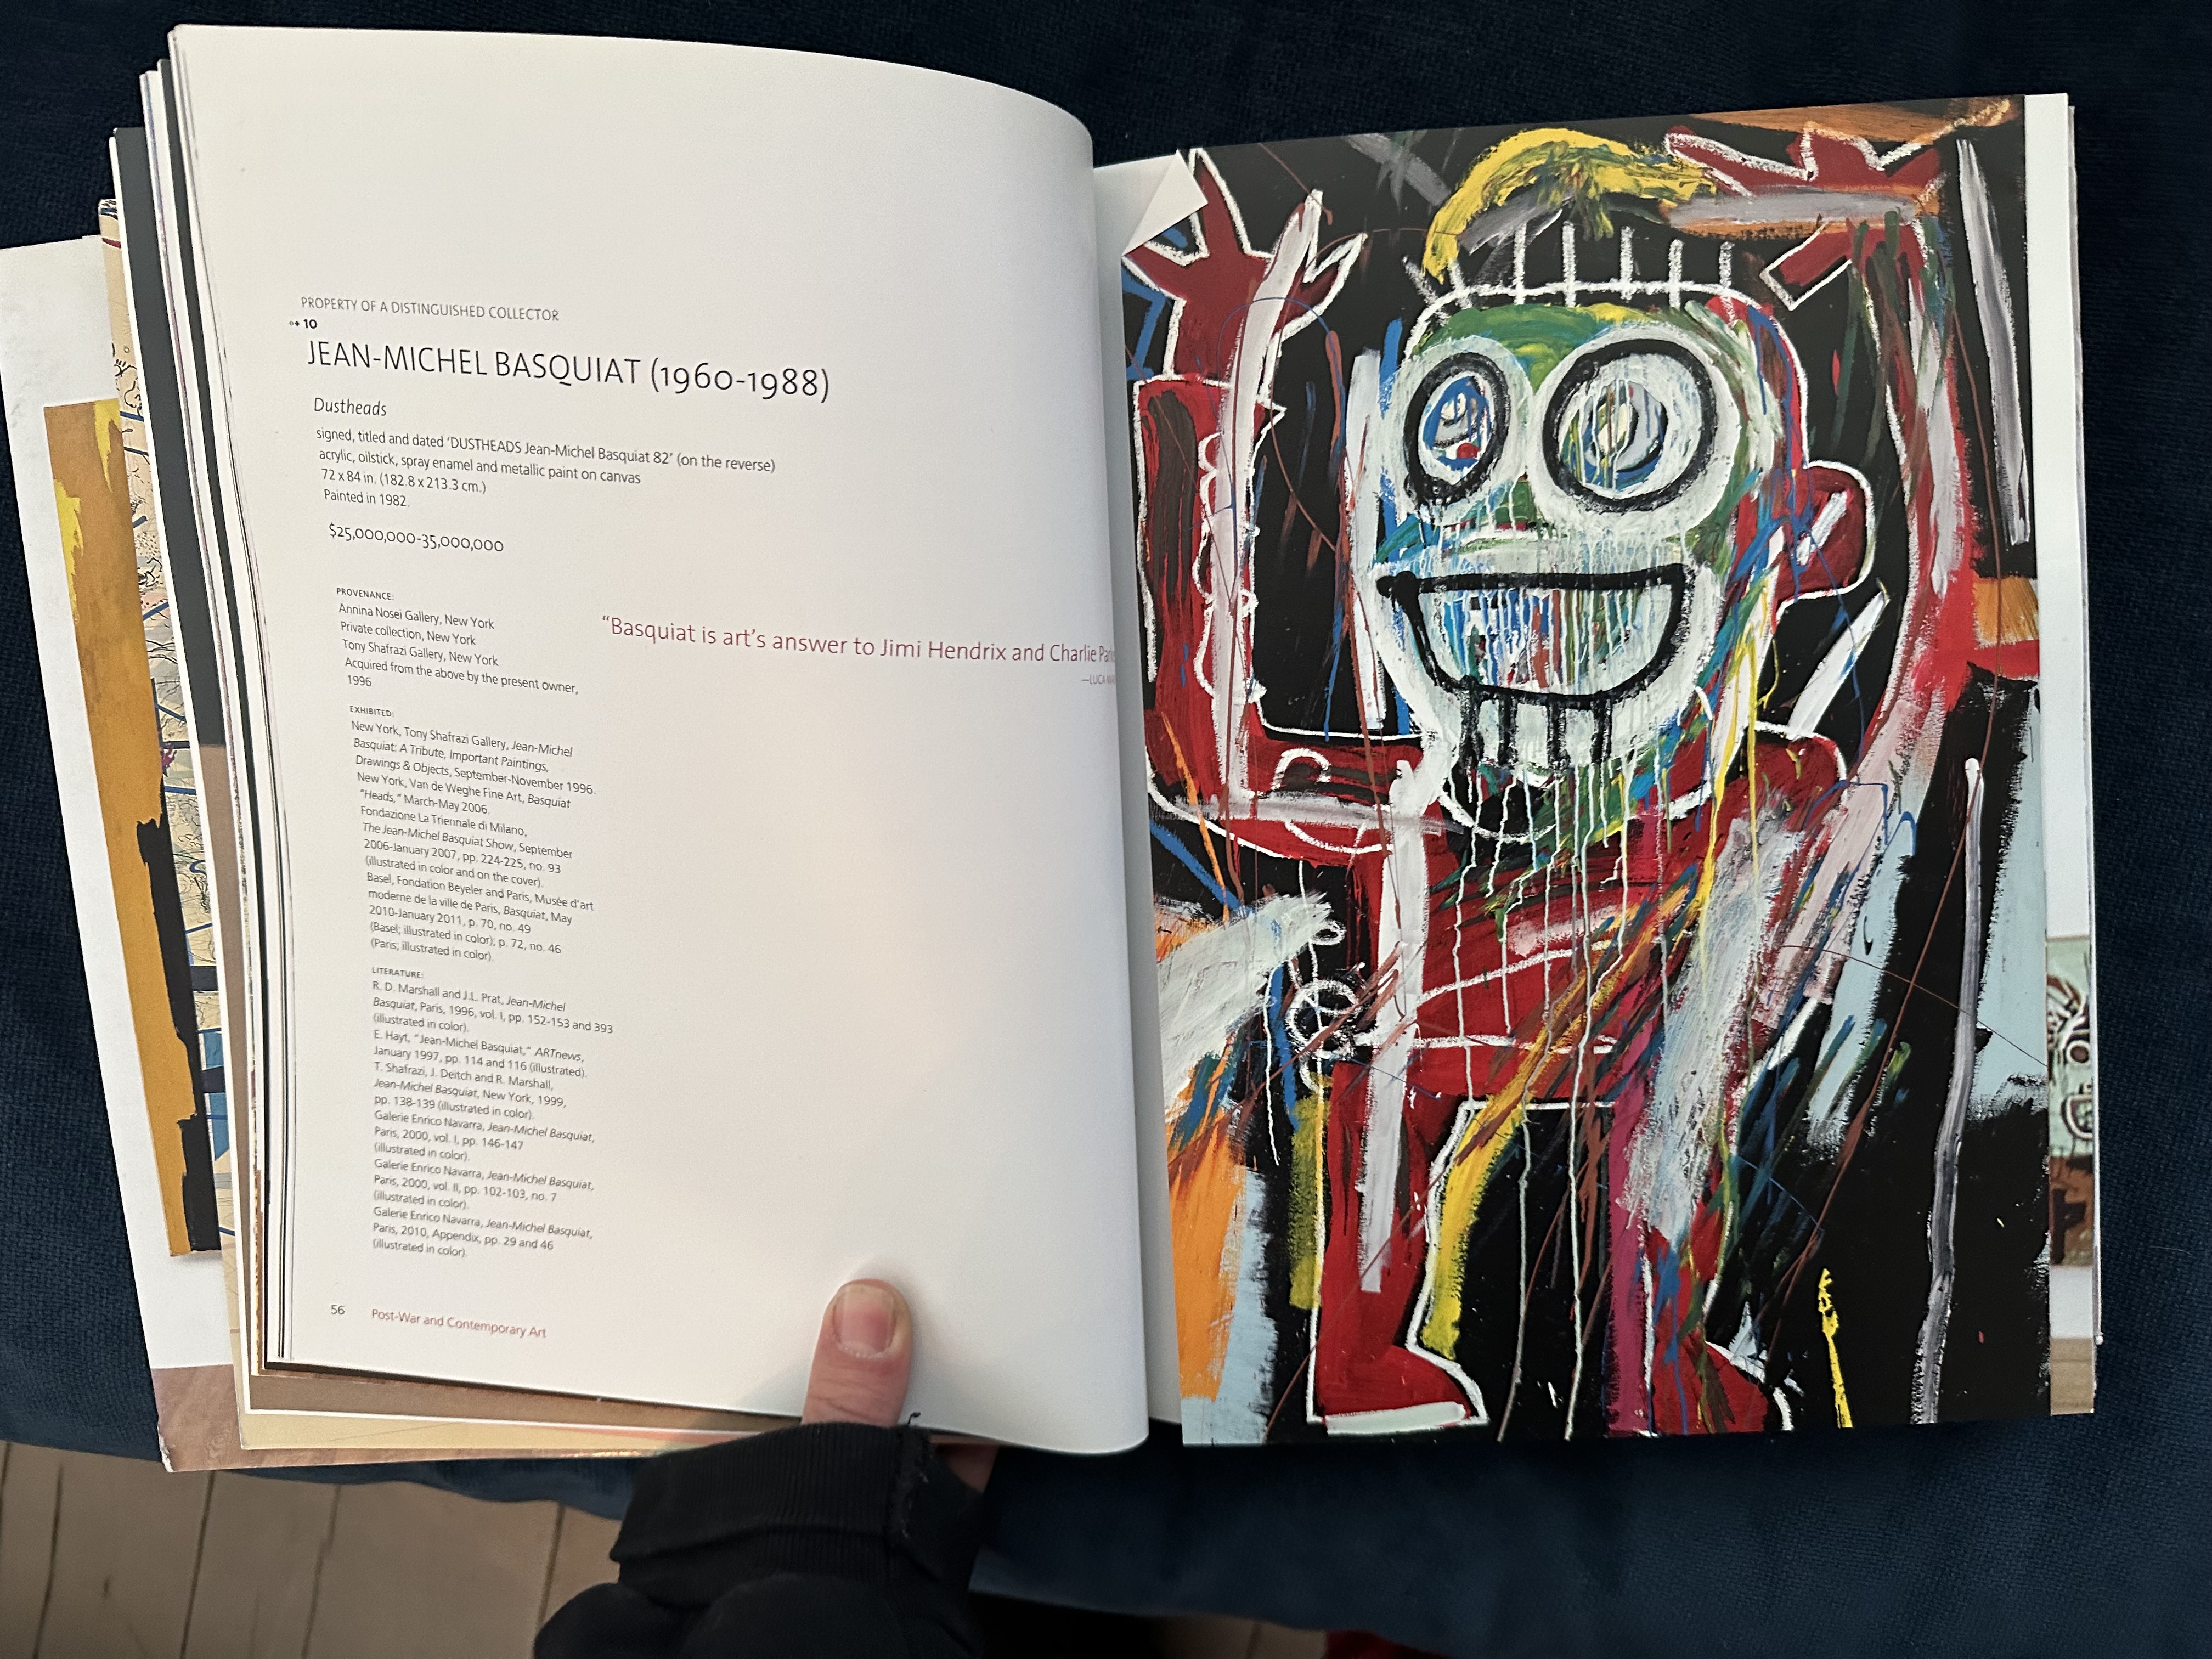 PROPERTY OF A DISTINGUISHED COLLECTOR
10
JEAN-MICHEL BASQUIAT (1960-1988)
Dustheads
signed, titled and dated 'DUSTHEADS Jean-Michel Basquiat 82' (on the reverse)
acrylic, oilstick, spray enamel and metallic paint on canvas
72 x 84 in. (182.8 x 213.3 cm.)
Painted in 1982.
$25,000,000-35,000,000
PROVENANCE:
Annina Nosei Gallery, New York
Private collection, New York
Tony Shafrazi Gallery, New York
Acquired from the above by the present owner,
1996
EXHIBITED:
New York, Tony Shafrazi Gallery, Jean-Michel
Basquiat: A Tribute. Important Paintings,
Drawings & Objects, September-November 1996.
New York, Van de Weghe Fine Art, Basquiat
"Heads," March-May 2006.
Fondazione La Triennale di Milano,
The Jean-Michel Basquiat Show, September
2006-January 2007, pp. 224-225, no. 93
(illustrated in color and on the cover).
Basel, Fondation Beyeler and Paris, Musée d'art
moderne de la ville de Paris, Basquiat, May
2010-January 2011, p. 70, no. 49
(Basel; illustrated in color); p. 72, no. 46
(Paris; illustrated in color).
LITERATURE:
R. D. Marshall and J.L. Prat, Jean-Michel
Basquiat, Paris, 1996, vol. I, pp. 152-153 and 393
(illustrated in color).
E. Hayt, "Jean-Michel Basquiat," ARTnews,
January 1997, pp. 114 and 116 (illustrated).
T. Shafrazi, J. Deitch and R. Marshall,
Jean-Michel Basquiat, New York, 1999,
pp. 138-139 (illustrated in color).
Galerie Enrico Navarra, Jean-Michel Basquiat,
Paris, 2000, vol. I, pp. 146-147
(illustrated in color).
Galerie Enrico Navarra, Jean-Michel Basquiat,
Paris, 2000, vol. II, pp. 102-103, no. 7
(illustrated in color).
Galerie Enrico Navarra, Jean-Michel Basquiat,
Paris, 2010, Appendix, pp. 29 and 46
(illustrated in color).
"Basquiat is art's answer to Jimi Hendrix and Charlie
—LUCA
56
Post-War and Contemporary Art